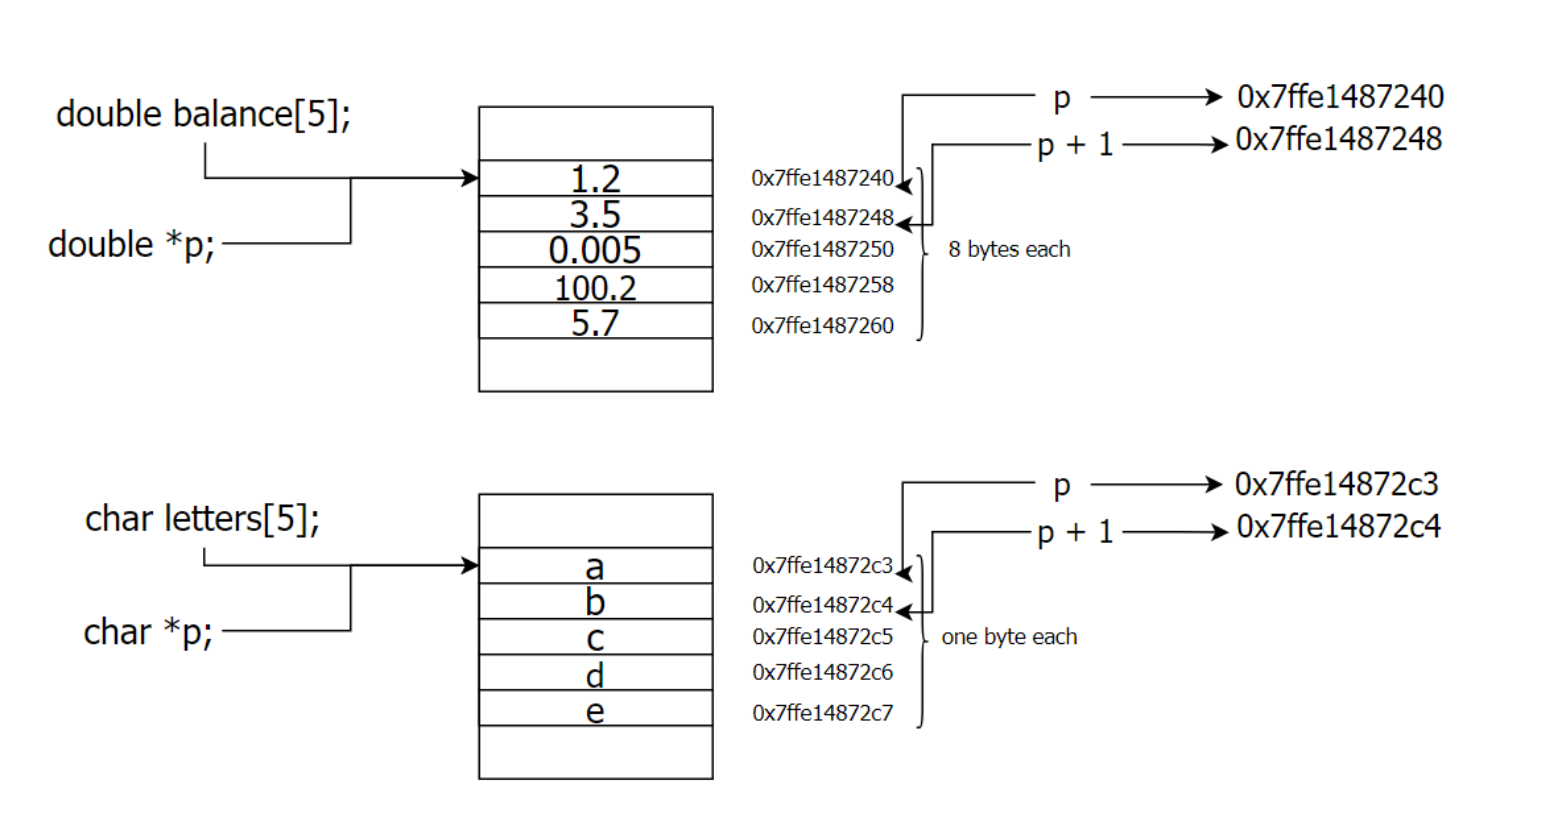 double balance[5];
double *p;
1.2
3.5
0.005
100.2
5.7
0x7ffe1487240
0x7ffe1487248
0x7ffe1487250
0x7ffe1487258
0x7ffe1487260
8 bytes each
p
0x7ffe1487240
p + 1
0x7ffe1487248
char letters[5];
char *p;
a
b
c
d
e
0x7ffe14872c3
0x7ffe14872c4
0x7ffe14872c5
0x7ffe14872c6
0x7ffe14872c7
one byte each
p
0x7ffe14872c3
p + 1
0x7ffe14872c4